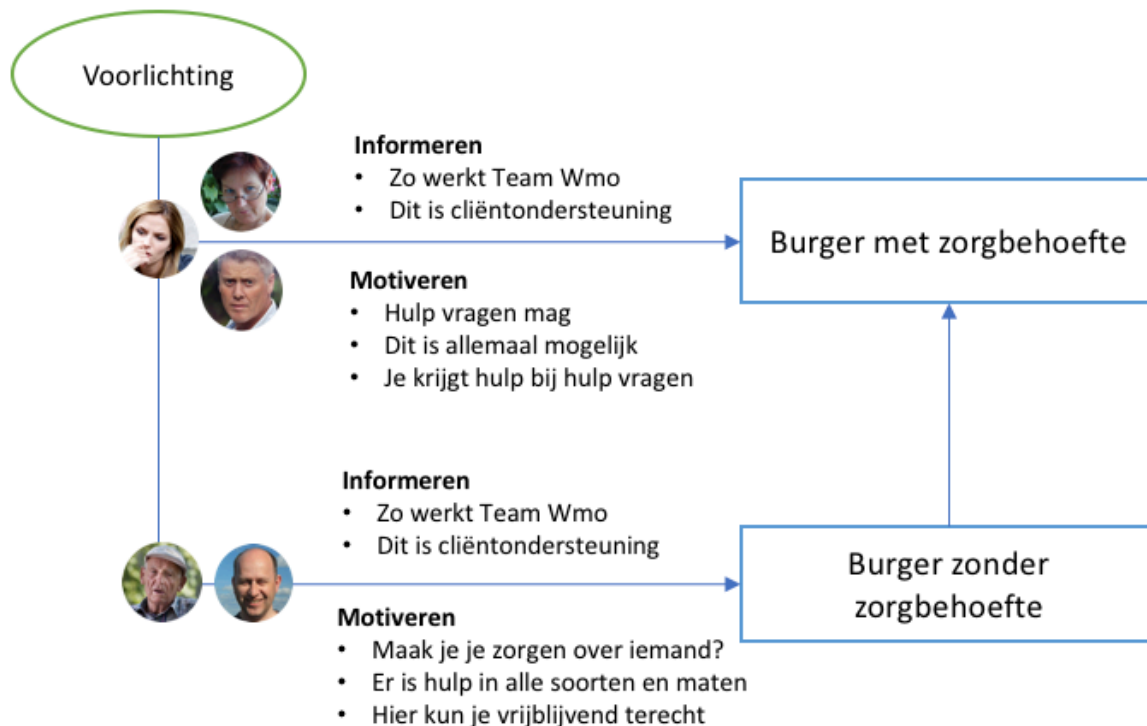 Voorlichting
Informeren
• Zo werkt Team Wmo
• Dit is cliëntondersteuning
Burger met zorgbehoefte
Motiveren
• Hulp vragen mag
• Dit is allemaal mogelijk
• Je krijgt hulp bij hulp vragen
Informeren
• Zo werkt Team Wmo
• Dit is cliëntondersteuning
Burger zonder
zorgbehoefte
Motiveren
• Maak je je zorgen over iemand?
• Er is hulp in alle soorten en maten
• Hier kun je vrijblijvend terecht